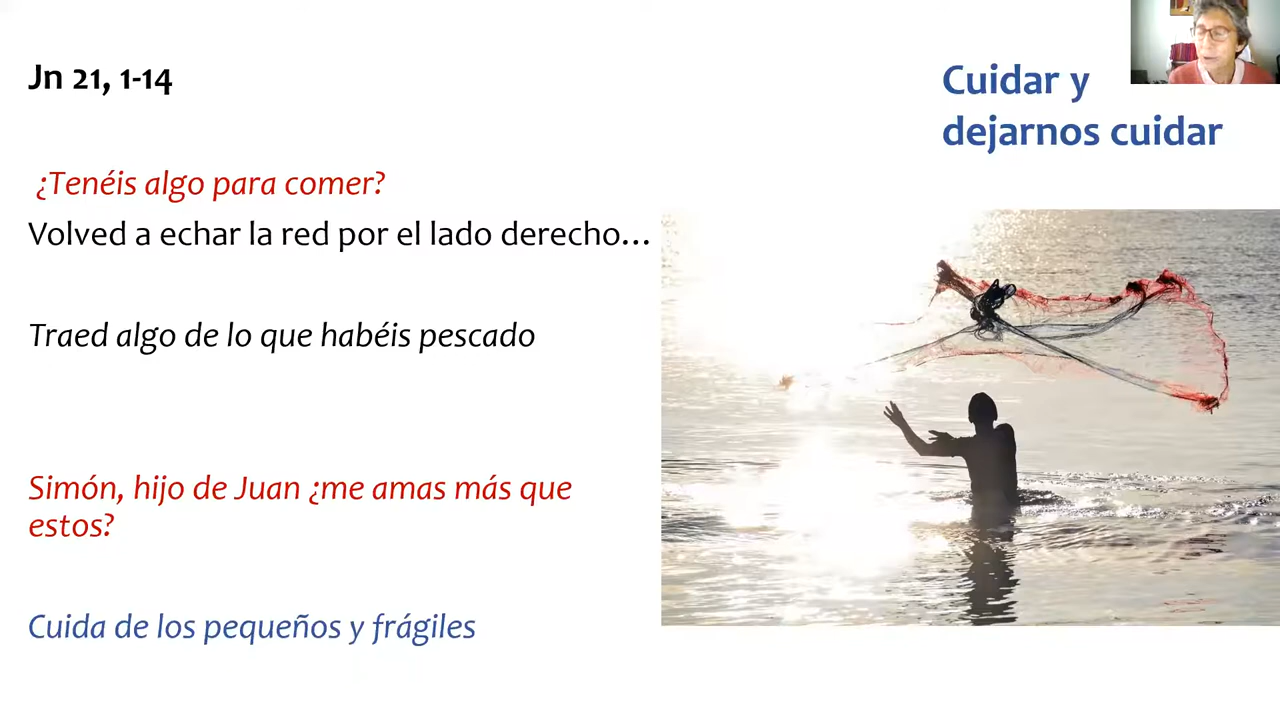 Jn 21, 1-14
Cuidar y
dejarnos cuidar
¿Tenéis algo para comer?
Volved a echar la red por el lado derecho...
Traed algo de lo que habéis pescado
Simón, hijo de Juan ¿me amas más que
estos?
Cuida de los pequeños y frágiles